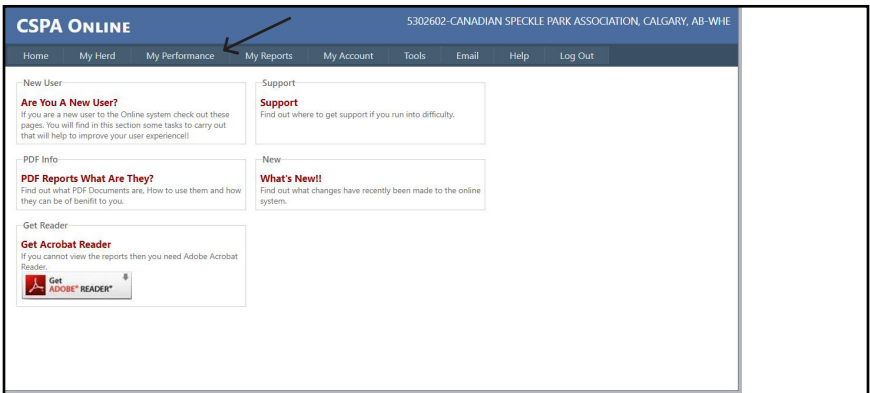 CSPA ONLINE
5302602-CANADIAN SPECKLE PARK ASSOCIATION, CALGARY, AB-WHE
Home My Herd My Performance My Reports My Account Tools Email Help Log Out
New User
Are You A New User?
If you are a new user to the Online system check out these
pages. You will find in this section some tasks to carry out
that will help to improve your user experience!!
Support
Support
Find out where to get support if you run into difficulty.
PDF Info
PDF Reports What Are They?
Find out what PDF Documents are, How to use them and how
they can be of benifit to you.
New
What's New!!
Find out what changes have recently been made to the online
system.
Get Reader
Get Acrobat Reader
If you cannot view the reports then you need Adobe Acrobat
Reader.
Get
ADOBE® READER®